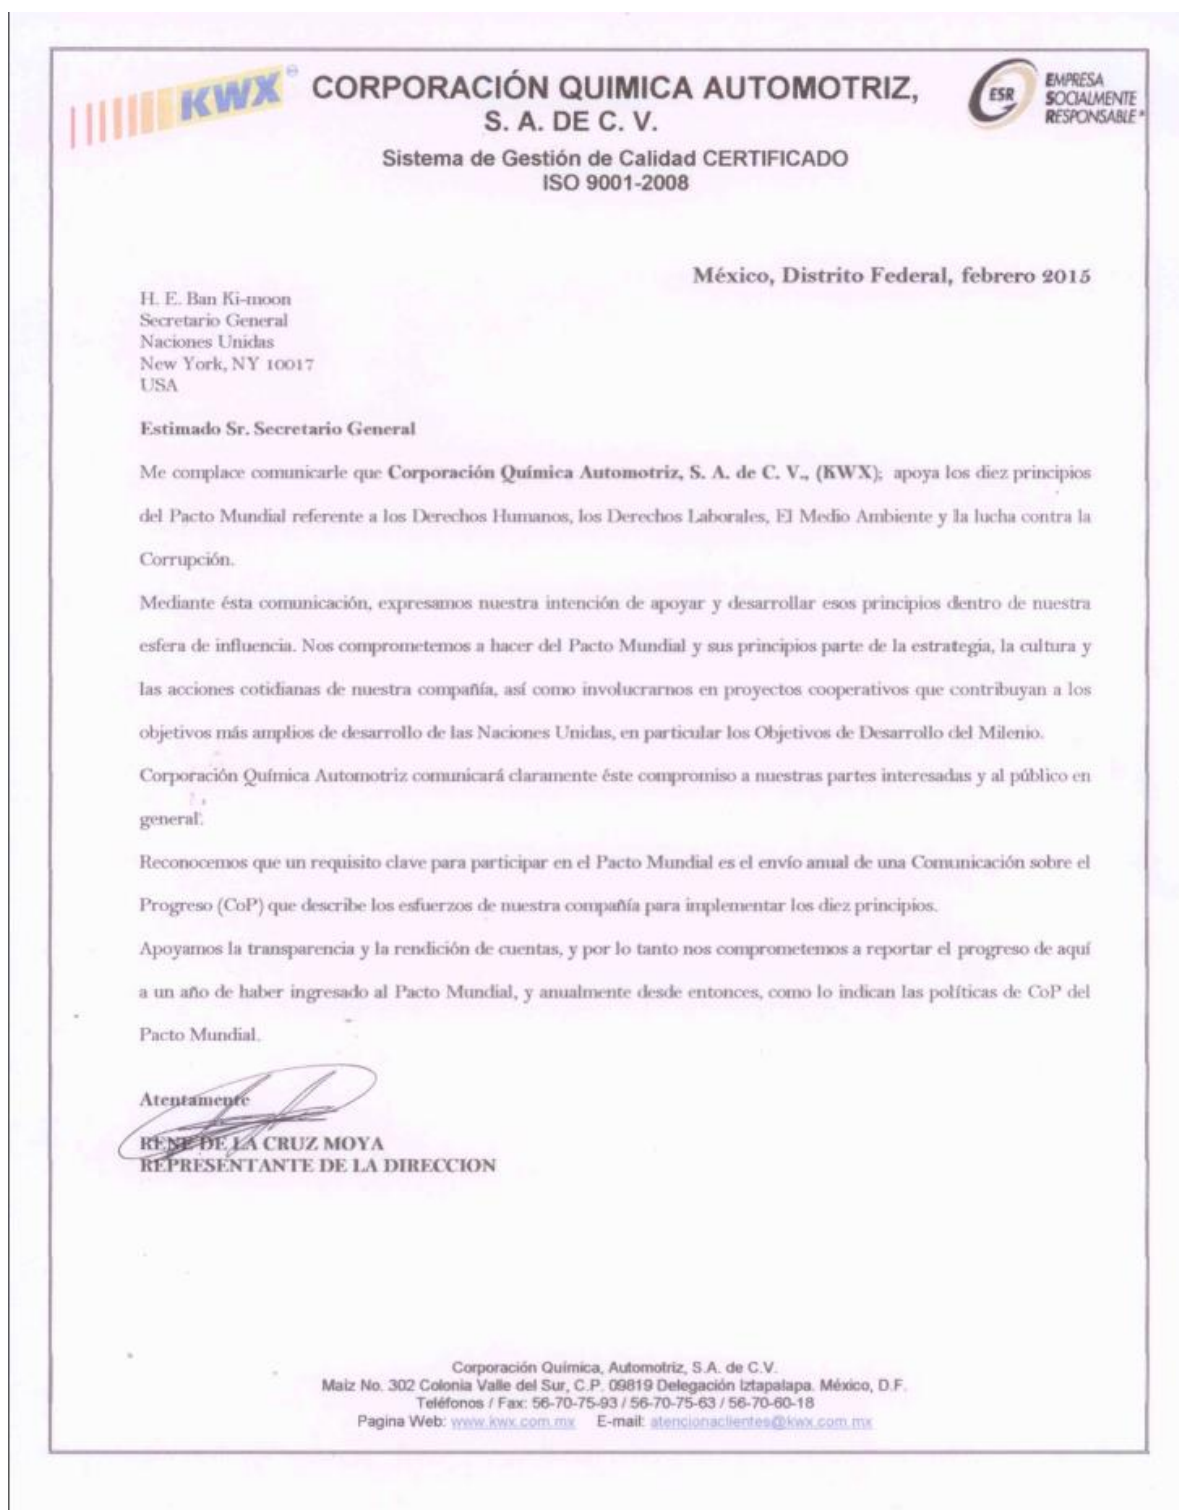 KWX®
CORPORACIÓN QUIMICA AUTOMOTRIZ,
S. A. DE C. V.
Sistema de Gestión de Calidad CERTIFICADO
ISO 9001-2008
ESR
EMPRESA
SOCIALMENTE
RESPONSABLE®
México, Distrito Federal, febrero 2015
H. E. Ban Ki-moon
Secretario General
Naciones Unidas
New York, NY 10017
USA
Estimado Sr. Secretario General
Me complace comunicarle que Corporación Química Automotriz, S. A. de C. V., (KWX); apoya los diez principios
del Pacto Mundial referente a los Derechos Humanos, los Derechos Laborales, El Medio Ambiente y la lucha contra la
Corrupción.
Mediante ésta comunicación, expresamos nuestra intención de apoyar y desarrollar esos principios dentro de nuestra
esfera de influencia. Nos comprometemos a hacer del Pacto Mundial y sus principios parte de la estrategia, la cultura y
las acciones cotidianas de nuestra compañía, así como involucrarnos en proyectos cooperativos que contribuyan a los
objetivos más amplios de desarrollo de las Naciones Unidas, en particular los Objetivos de Desarrollo del Milenio.
Corporación Química Automotriz comunicará claramente éste compromiso a nuestras partes interesadas y al público en
general.
Reconocemos que un requisito clave para participar en el Pacto Mundial es el envío anual de una Comunicación sobre el
Progreso (CoP) que describe los esfuerzos de nuestra compañía para implementar los diez principios.
Apoyamos la transparencia y la rendición de cuentas, y por lo tanto nos comprometemos a reportar el progreso de aquí
a un año de haber ingresado al Pacto Mundial, y anualmente desde entonces, como lo indican las políticas de CoP del
Pacto Mundial.
Atentamente
RENE DE LA CRUZ MOYA
REPRESENTANTE DE LA DIRECCION
Corporación Química, Automotriz, S.A. de C.V.
Maiz No. 302 Colonia Valle del Sur, C.P. 09819 Delegación Iztapalapa. México, D.F.
Teléfonos / Fax: 56-70-75-93 / 56-70-75-63 / 56-70-60-18
Pagina Web: www.kwx.com.mx E-mail: atencionaclientes@kwx.com.mx